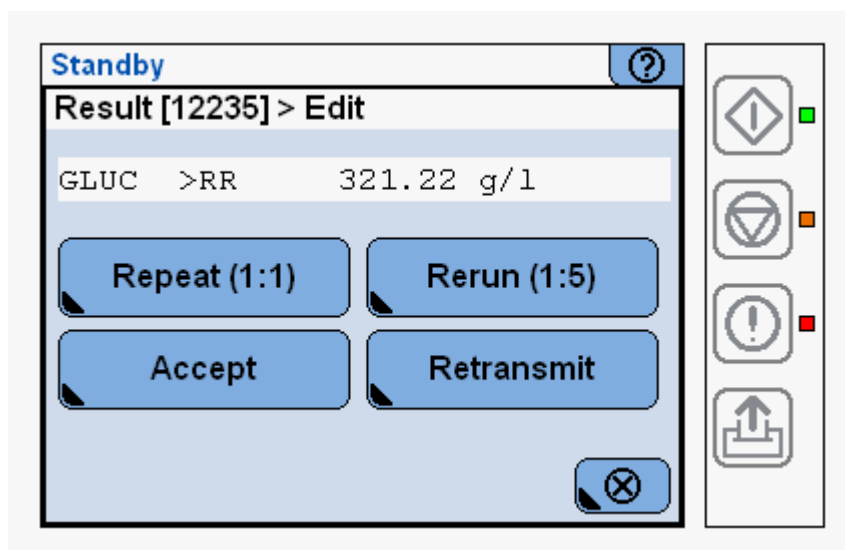 Standby
Result [12235] > Edit
GLUC >RR 321.22 g/l
Repeat (1:1) Rerun (1:5)
Accept Retransmit